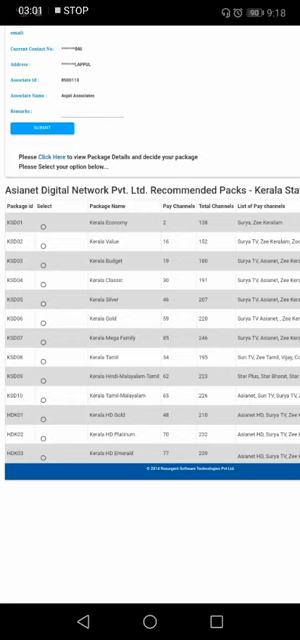 03:01 STOP 90 9:18
email:
Current Contact No: *******046
Address : *******LAPPUL
Associate Id : 8500110
Associate Name : Anjali Associates
Remarks :
SUBMIT
Please Click Here to view Package Details and decide your package
Please Select your option below...
Asianet Digital Network Pvt. Ltd. Recommended Packs - Kerala Sta
Package id Select Package Name Pay Channels Total Channels List of Pay channels
KSD01 Kerala Economy 2 138 Surya, Zee Keralam
KSD02 Kerala Value 16 152 Surya TV, Zee Keralam,
KSD03 Kerala Budget 19 180 Surya TV, Asianet, Zee
KSD04 Kerala Classic 30 191 Surya TV, Asianet, Zee
KSD05 Kerala Silver 46 207 Surya TV, Asianet, Zee
KSD06 Kerala Gold 59 220 Surya TV Asianet, , Zee
KSD07 Kerala Mega Family 85 246 Surya TV, Asianet, Zee
KSD08 Kerala Tamil 34 195 Sun TV, Zee Tamil, Vijay,
KSD09 Kerala Hindi-Malayalam-Tamil 62 223 Star Plus, Star Bharat, Star
KSD10 Kerala Tamil-Malayalam 65 226 Asianet, Sun TV, Surya TV,
HDK01 Kerala HD Gold 48 210 Asianet HD, Surya TV, Zee
HDK02 Kerala HD Platinum 70 232 Asianet HD, Surya TV, Zee
HDK03 Kerala HD Emerald 77 239 Asianet HD, Surya TV, Zee
© 2014 Resurgent Software Technologies Pvt Ltd.